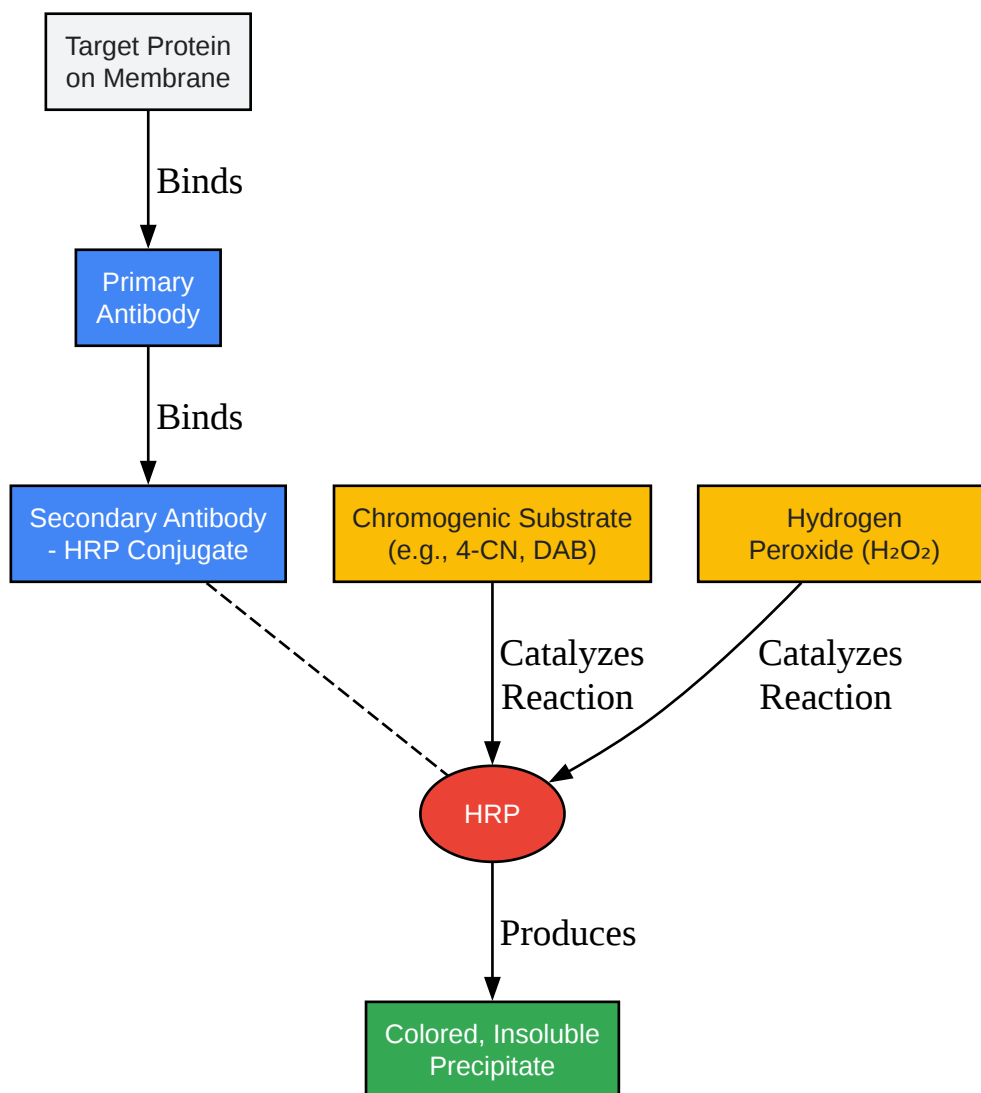 Target Protein
on Membrane
Binds
Primary
Antibody
Binds
Secondary Antibody
- HRP Conjugate
Chromogenic Substrate
(e.g., 4-CN, DAB)
Hydrogen
Peroxide (H₂O₂)
Catalyzes
Reaction
Catalyzes
Reaction
HRP
Produces
Colored, Insoluble
Precipitate